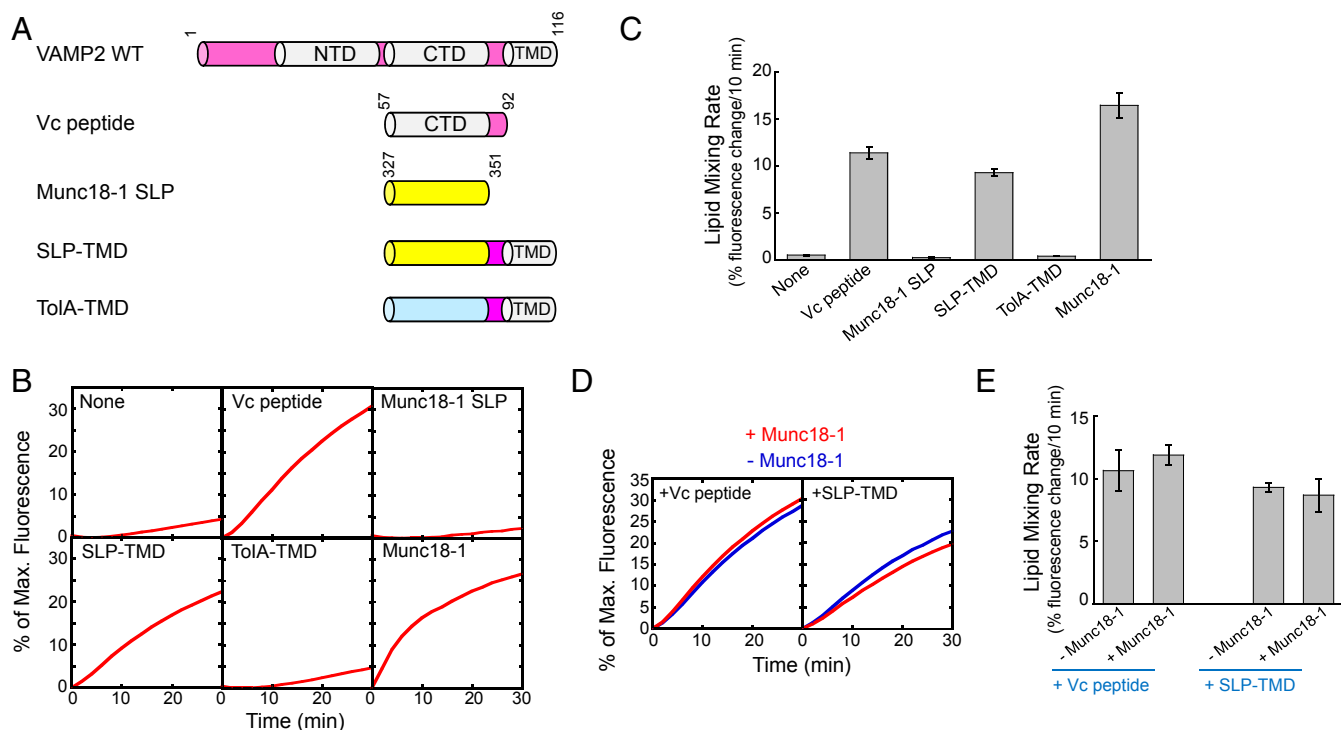 A
VAMP2 WT
1
NTD
CTD
TMD
116
Vc peptide
57
CTD
92
Munc18-1 SLP
327
351
SLP-TMD
TMD
TolA-TMD
TMD
B
% of Max. Fluorescence
None
Vc peptide
Munc18-1 SLP
30
20
10
0
SLP-TMD
TolA-TMD
Munc18-1
30
20
10
0
0 10 20 0 10 20 0 10 20 30
Time (min)
C
Lipid Mixing Rate
(% fluorescence change/10 min)
20
15
10
5
0
None
Vc peptide
Munc18-1 SLP
SLP-TMD
TolA-TMD
Munc18-1
D
+ Munc18-1
- Munc18-1
% of Max. Fluorescence
35
30
25
20
15
10
5
0
+Vc peptide
+SLP-TMD
0 10 20 0 10 20 30
Time (min)
E
Lipid Mixing Rate
(% fluorescence change/10 min)
15
10
5
0
- Munc18-1
+ Munc18-1
- Munc18-1
+ Munc18-1
+ Vc peptide
+ SLP-TMD